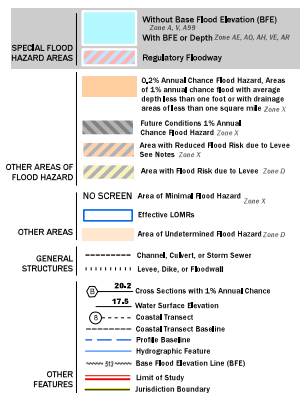 SPECIAL FLOOD
HAZARD AREAS
Without Base Flood Elevation (BFE)
Zone A, V, A99
With BFE or Depth Zone AE, AO, AH, VE, AR
Regulatory Floodway
0.2% Annual Chance Flood Hazard, Areas
of 1% annual chance flood with average
depth less than one foot or with drainage
areas of less than one square mile Zone X
Future Conditions 1% Annual
Chance Flood Hazard Zone X
Area with Reduced Flood Risk due to Levee
See Notes Zone X
Area with Flood Risk due to Levee Zone D
OTHER AREAS OF
FLOOD HAZARD
NO SCREEN Area of Minimal Flood Hazard Zone X
Effective LOMRs
OTHER AREAS
Area of Undetermined Flood Hazard Zone D
GENERAL
STRUCTURES
Channel, Culvert, or Storm Sewer
Levee, Dike, or Floodwall
B 20.2 Cross Sections with 1% Annual Chance
17.5 Water Surface Elevation
8 Coastal Transect
Coastal Transect Baseline
Profile Baseline
Hydrographic Feature
513 Base Flood Elevation Line (BFE)
Limit of Study
Jurisdiction Boundary
OTHER
FEATURES